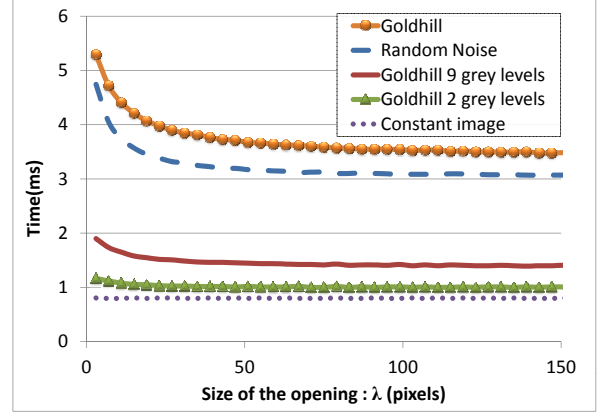 6
5
4
3
2
1
0
Time(ms)
Goldhill
Random Noise
Goldhill 9 grey levels
Goldhill 2 grey levels
Constant image
0 50 100 150
Size of the opening : λ (pixels)